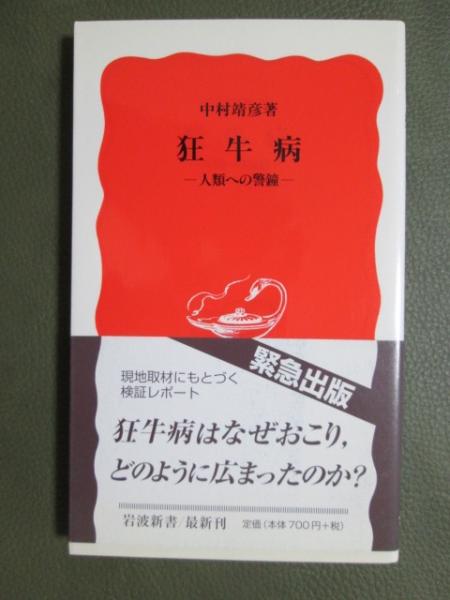 中村靖彦著
狂牛病
―人類への警鐘―
緊急出版
現地取材にもとづく
検証レポート
狂牛病はなぜおこり,
どのように広まったのか?
岩波新書/最新刊 定価(本体700円+税)